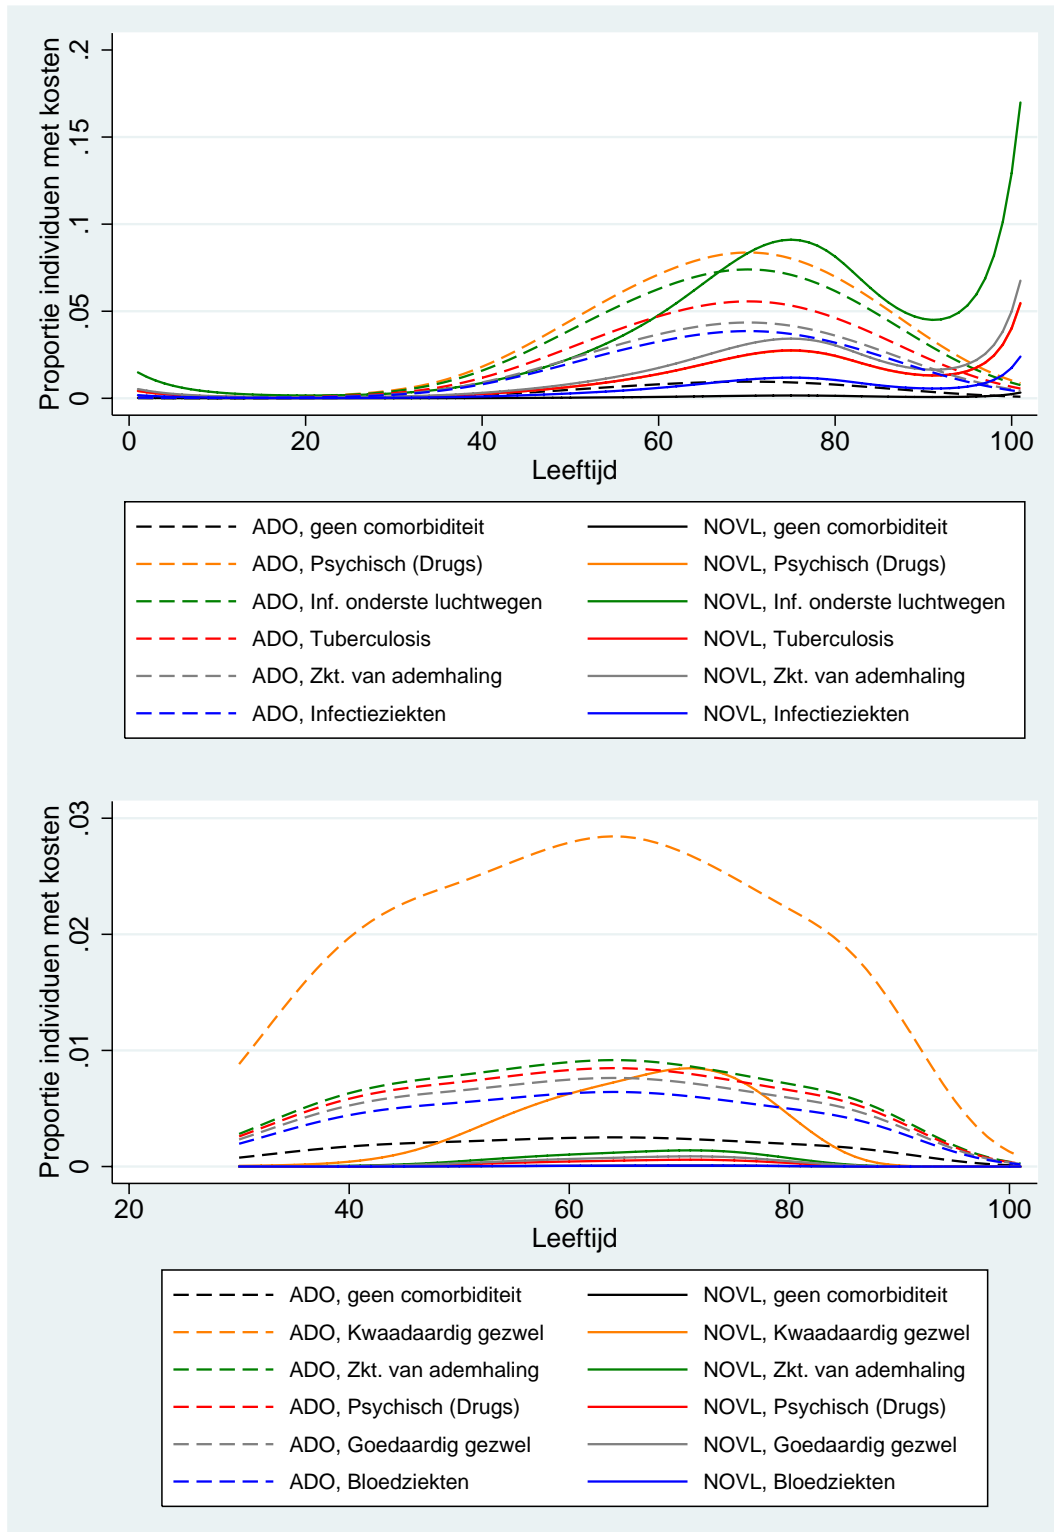 Proportie individuen met kosten
.2
.15
.1
.05
0
0 20 40 60 80 100
Leeftijd
ADO, geen comorbiditeit NOVL, geen comorbiditeit
ADO, Psychisch (Drugs) NOVL, Psychisch (Drugs)
ADO, Inf. onderste luchtwegen NOVL, Inf. onderste luchtwegen
ADO, Tuberculosis NOVL, Tuberculosis
ADO, Zkt. van ademhaling NOVL, Zkt. van ademhaling
ADO, Infectieziekten NOVL, Infectieziekten
Proportie individuen met kosten
.03
.02
.01
0
20 40 60 80 100
Leeftijd
ADO, geen comorbiditeit NOVL, geen comorbiditeit
ADO, Kwaadaardig gezwel NOVL, Kwaadaardig gezwel
ADO, Zkt. van ademhaling NOVL, Zkt. van ademhaling
ADO, Psychisch (Drugs) NOVL, Psychisch (Drugs)
ADO, Goedaardig gezwel NOVL, Goedaardig gezwel
ADO, Bloedziekten NOVL, Bloedziekten